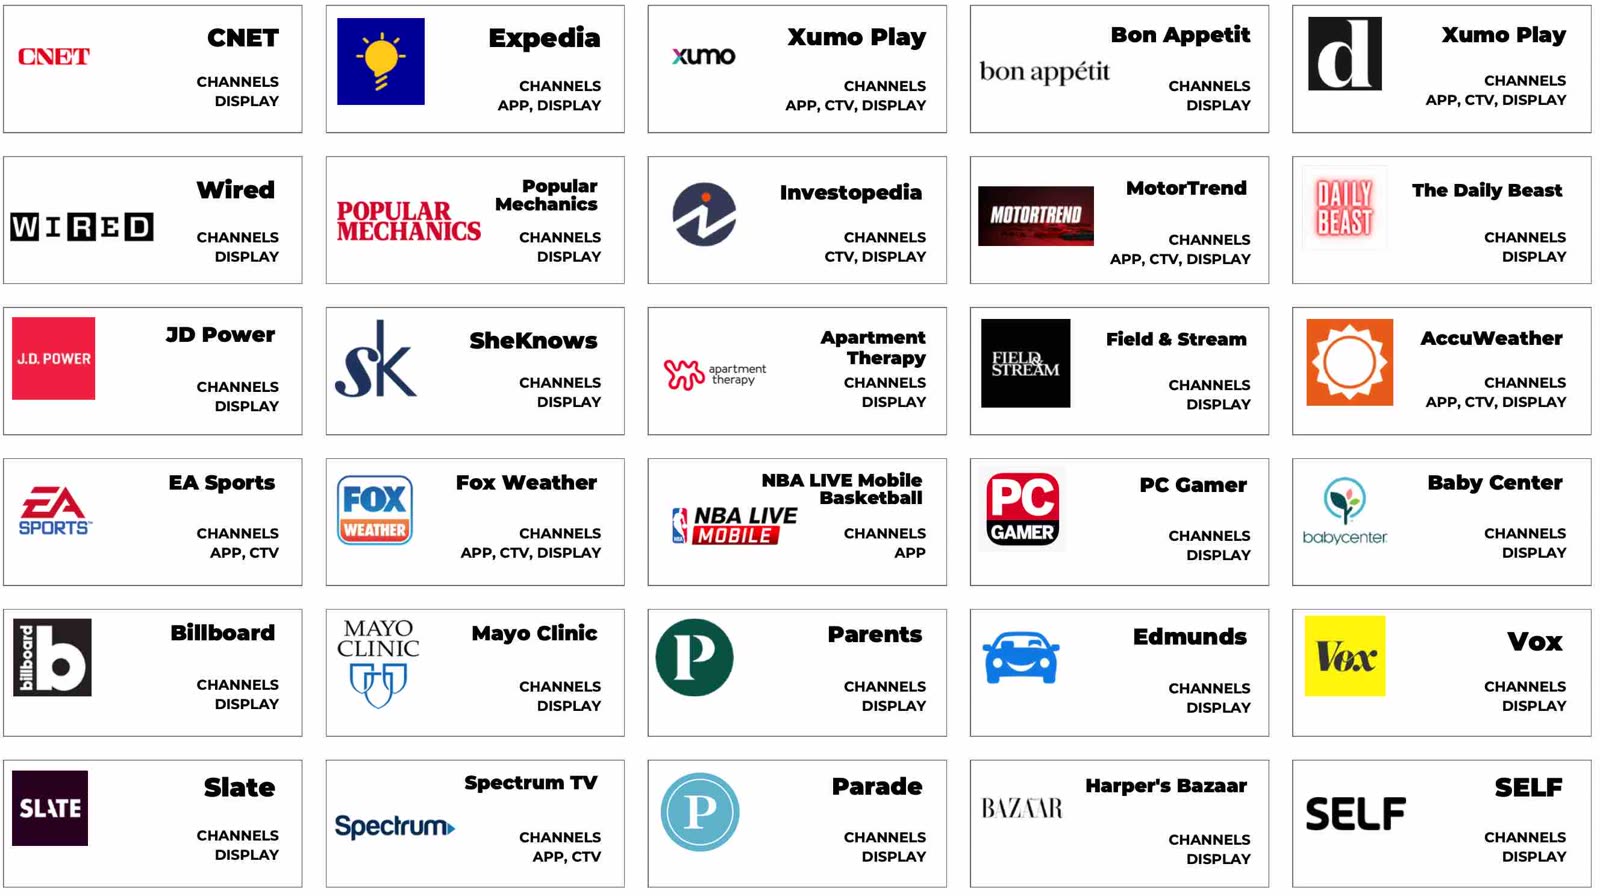 CNET
CNET
CHANNELS
DISPLAY
Expedia
CHANNELS
APP, DISPLAY
xumo
Xumo Play
CHANNELS
APP, CTV, DISPLAY
bon appétit
Bon Appetit
CHANNELS
DISPLAY
d
Xumo Play
CHANNELS
APP, CTV, DISPLAY
WIRED
Wired
CHANNELS
DISPLAY
POPULAR
MECHANICS
Popular
Mechanics
CHANNELS
DISPLAY
Investopedia
CHANNELS
CTV, DISPLAY
MOTORTREND
MotorTrend
CHANNELS
APP, CTV, DISPLAY
DAILY
BEAST
The Daily Beast
CHANNELS
DISPLAY
J.D. POWER
JD Power
CHANNELS
DISPLAY
sk
SheKnows
CHANNELS
DISPLAY
apartment
therapy
Apartment
Therapy
CHANNELS
DISPLAY
FIELD &
STREAM
Field & Stream
CHANNELS
DISPLAY
AccuWeather
CHANNELS
APP, CTV, DISPLAY
EA
SPORTS™
EA Sports
CHANNELS
APP, CTV
FOX
WEATHER
Fox Weather
CHANNELS
APP, CTV, DISPLAY
NBA LIVE
MOBILE
NBA LIVE Mobile
Basketball
CHANNELS
APP
PC
GAMER
PC Gamer
CHANNELS
DISPLAY
babycenter
Baby Center
CHANNELS
DISPLAY
billboard
b
Billboard
CHANNELS
DISPLAY
MAYO
CLINIC
Mayo Clinic
CHANNELS
DISPLAY
P
Parents
CHANNELS
DISPLAY
Edmunds
CHANNELS
DISPLAY
Vox
Vox
CHANNELS
DISPLAY
SLATE
Slate
CHANNELS
DISPLAY
Spectrum
Spectrum TV
CHANNELS
APP, CTV
P
Parade
CHANNELS
DISPLAY
BAZAAR
Harper's Bazaar
CHANNELS
DISPLAY
SELF
SELF
CHANNELS
DISPLAY